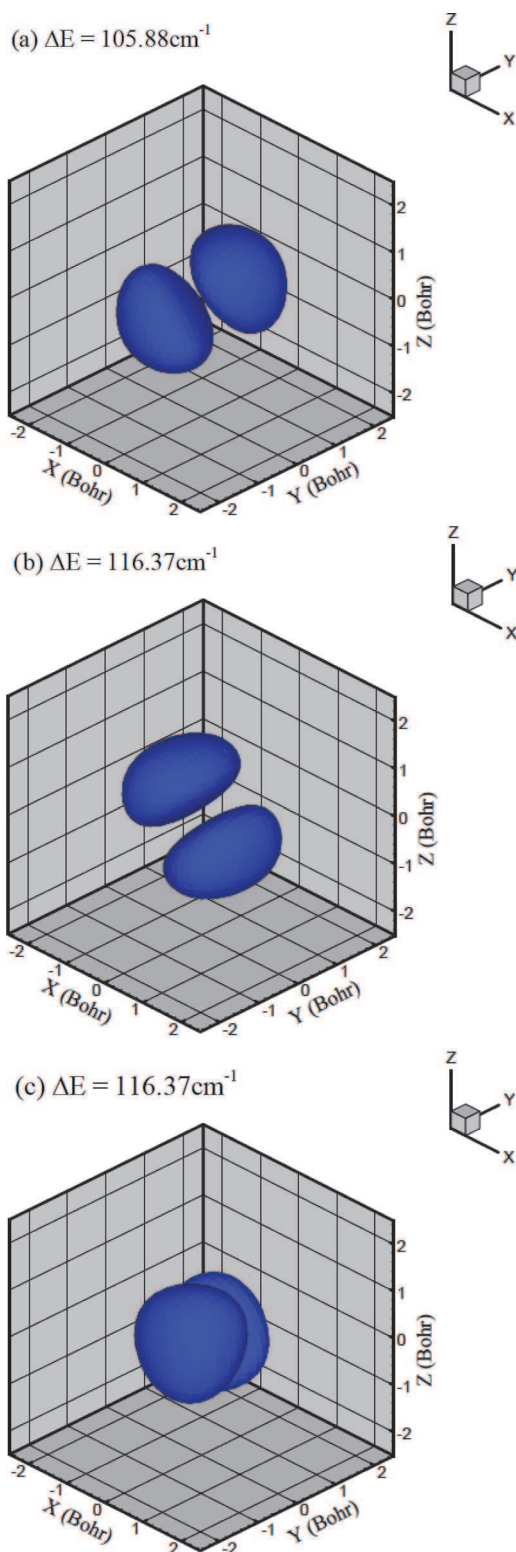 (a) ΔE = 105.88cm⁻¹
Z
Y
X
2
1
0
-1
-2
Z (Bohr)
-2
-1
0
1
2
X (Bohr)
-2
-1
0
1
2
Y (Bohr)
(b) ΔE = 116.37cm⁻¹
Z
Y
X
2
1
0
-1
-2
Z (Bohr)
-2
-1
0
1
2
X (Bohr)
-2
-1
0
1
2
Y (Bohr)
(c) ΔE = 116.37cm⁻¹
Z
Y
X
2
1
0
-1
-2
Z (Bohr)
-2
-1
0
1
2
X (Bohr)
-2
-1
0
1
2
Y (Bohr)